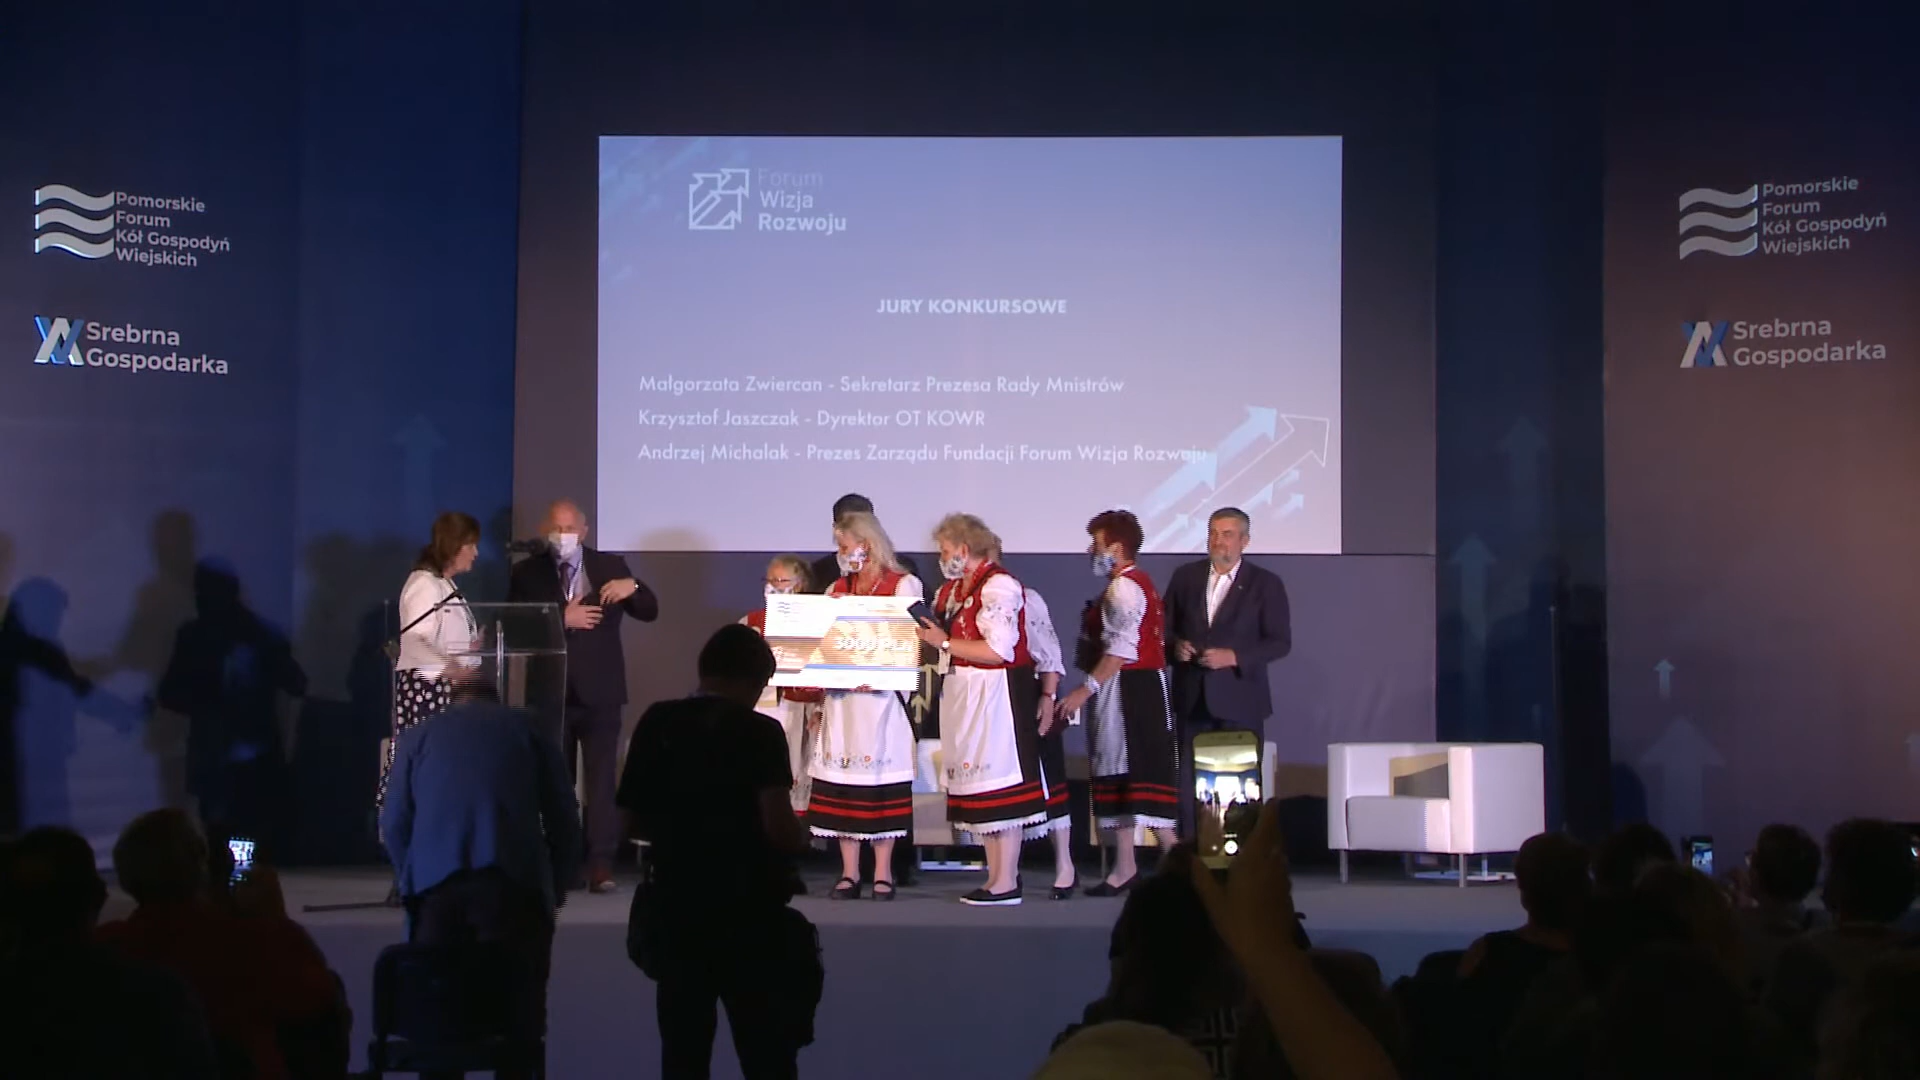 Pomorskie
Forum
Kół Gospodyń
Wiejskich
Srebrna
Gospodarka
Forum
Wizja
Rozwoju
JURY KONKURSOWE
Małgorzata Zwiercan - Sekretarz Prezesa Rady Mnistrów
Krzysztof Jaszczak - Dyrektor OT KOWR
Andrzej Michalak - Prezes Zarządu Fundacji Forum Wizja Rozwoju
Pomorskie
Forum
Kół Gospodyń
Wiejskich
Srebrna
Gospodarka